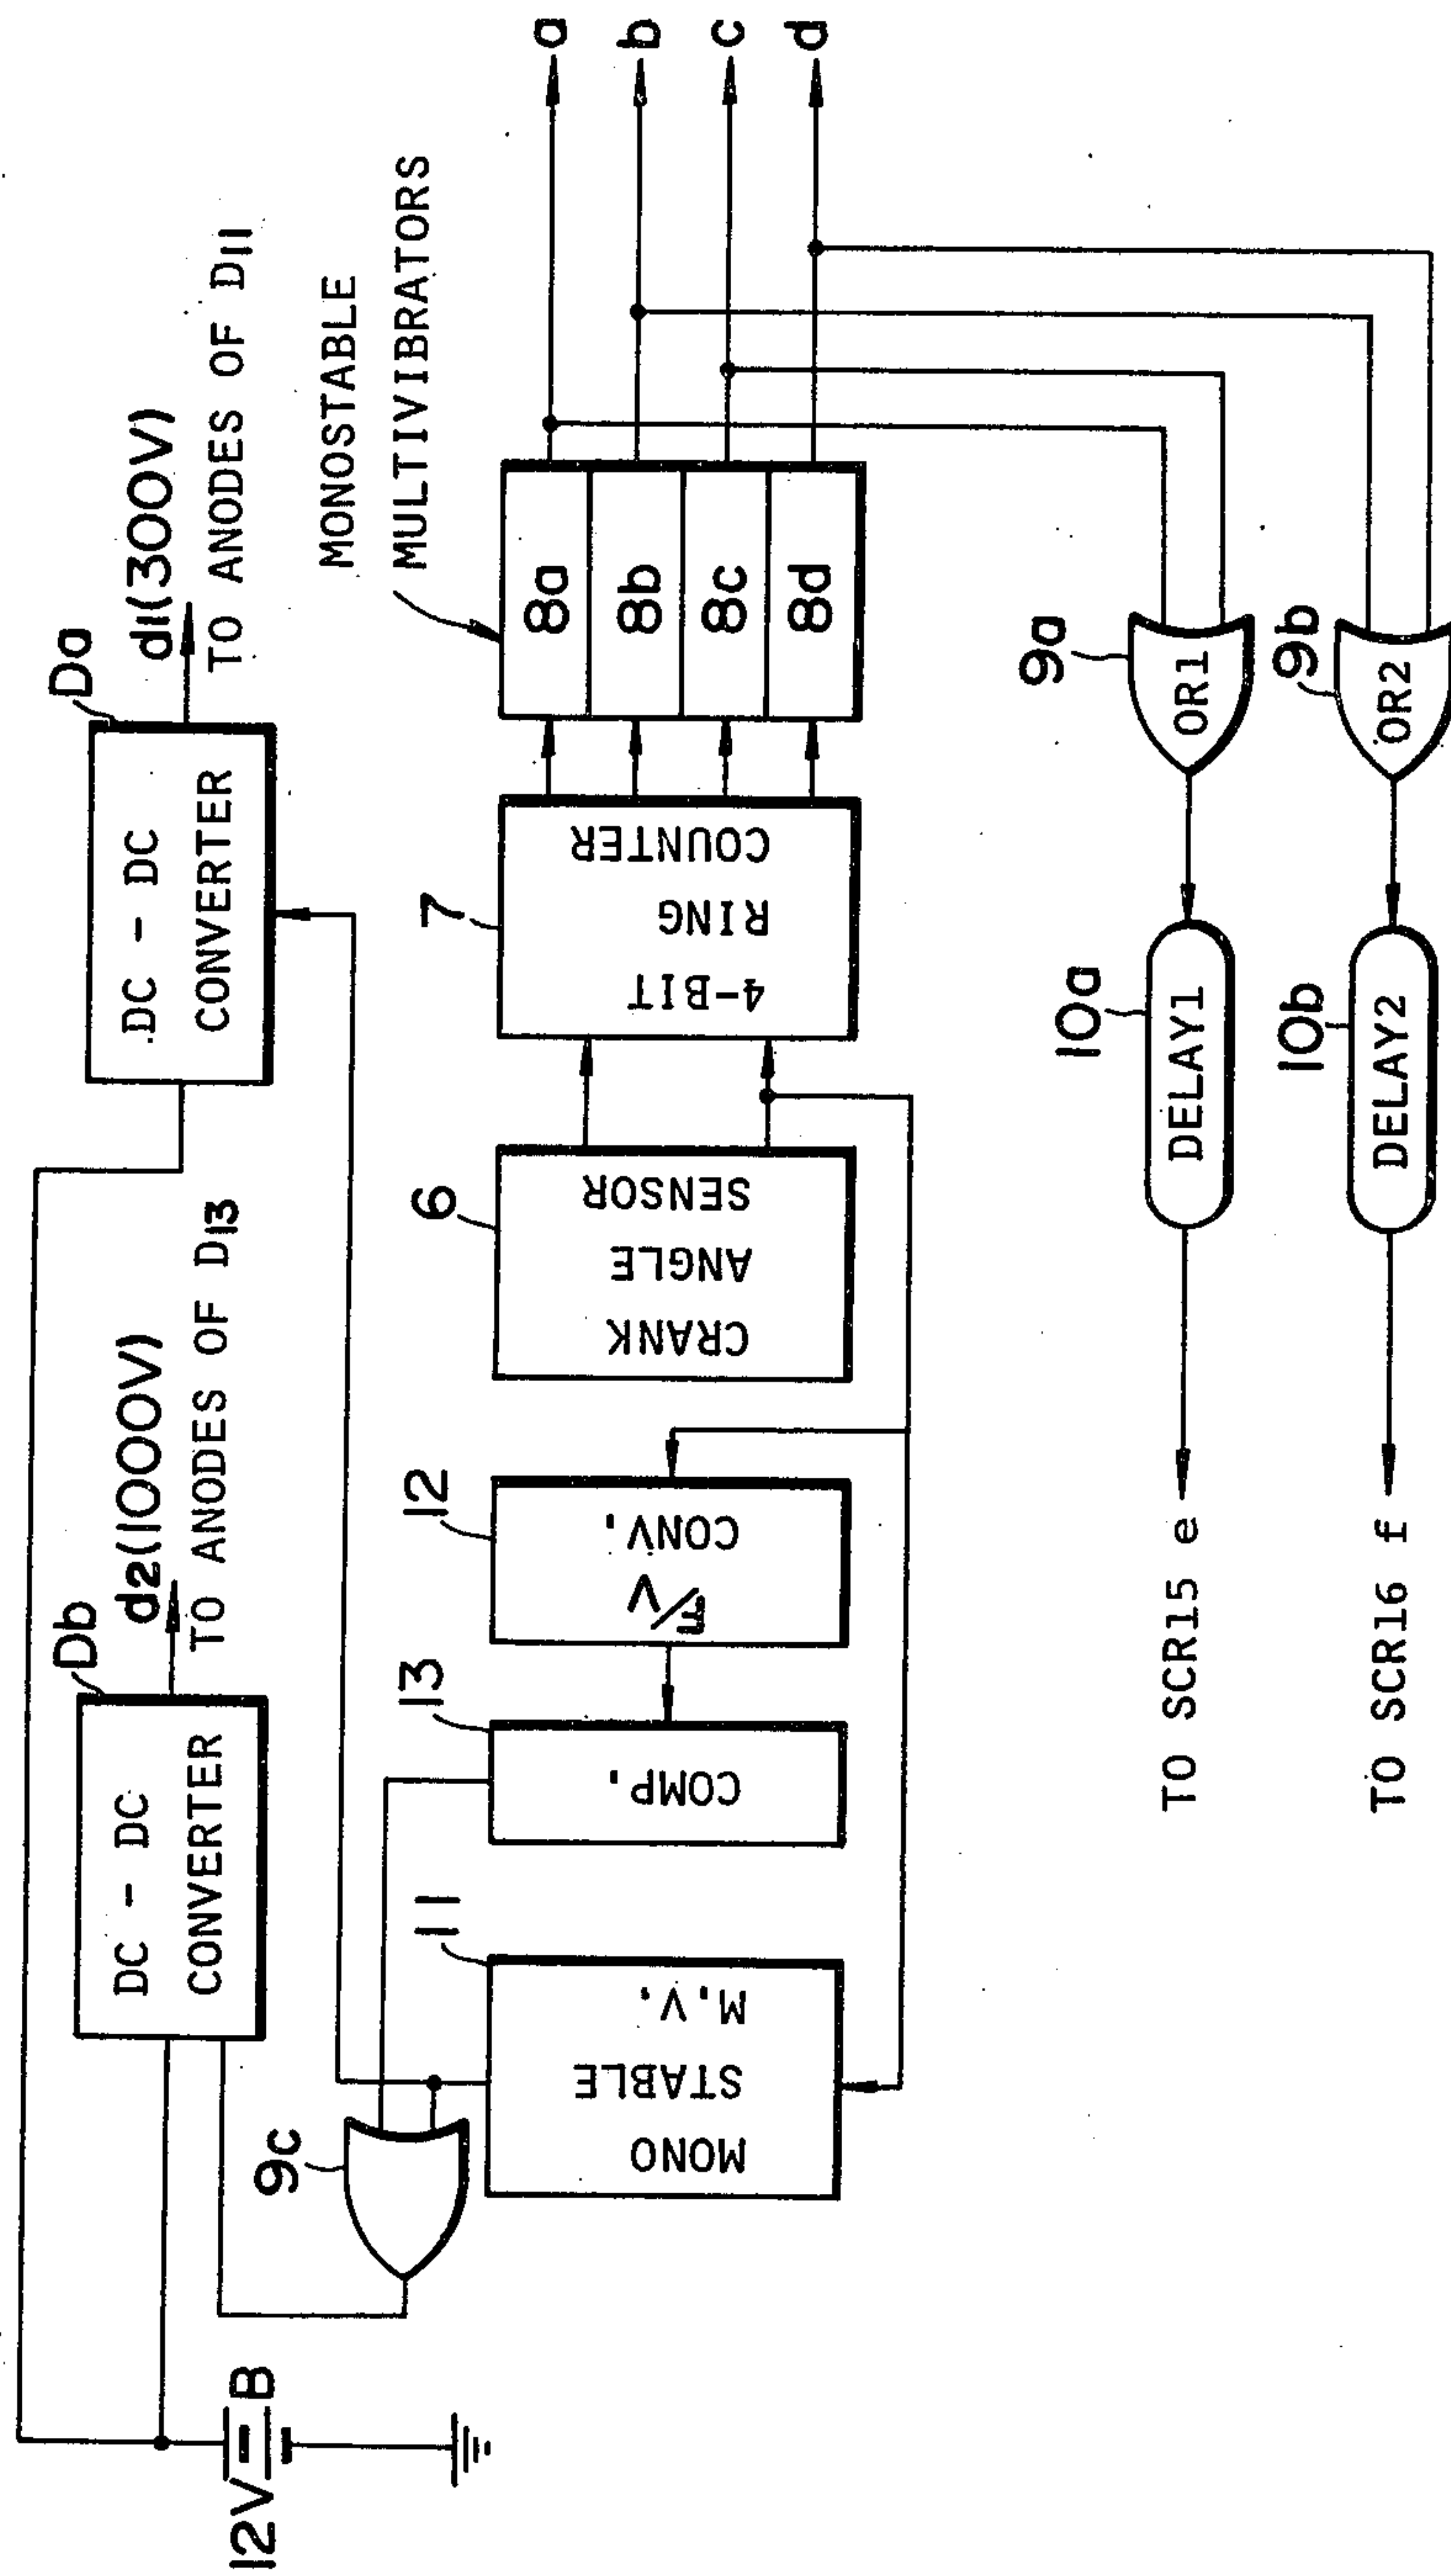 12V
B
Db
DC - DC
CONVERTER
d2(1000V)
TO ANODES OF D13
Da
DC - DC
CONVERTER
d1(300V)
TO ANODES OF D11
9c
11
MONO
STABLE
M.V.
13
COMP.
12
F/V
CONV.
6
CRANK
ANGLE
SENSOR
7
4-BIT
RING
COUNTER
MONOSTABLE
MULTIVIBRATORS
8a
8b
8c
8d
a
b
c
d
TO SCR15 e
10a
DELAY1
9a
OR1
TO SCR16 f
10b
DELAY2
9b
OR2